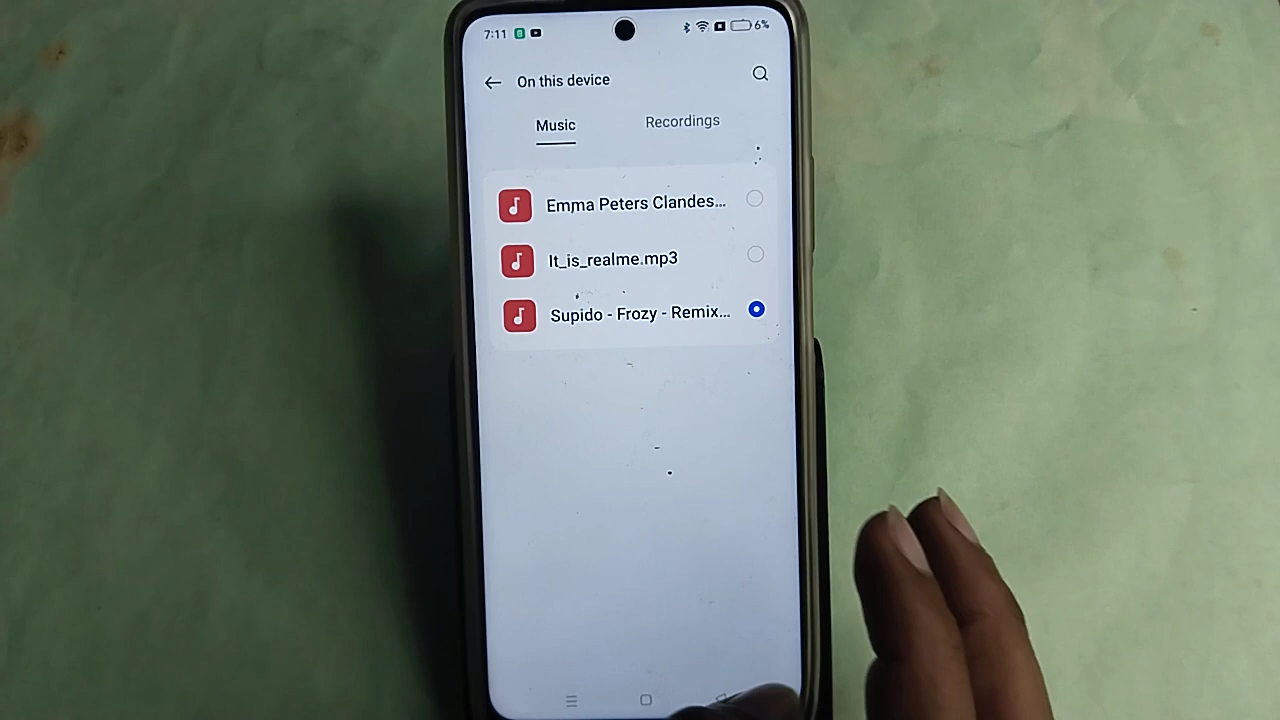 7:11 6%
On this device
Music Recordings
Emma Peters Clandes...
It_is_realme.mp3
Supido - Frozy - Remix...